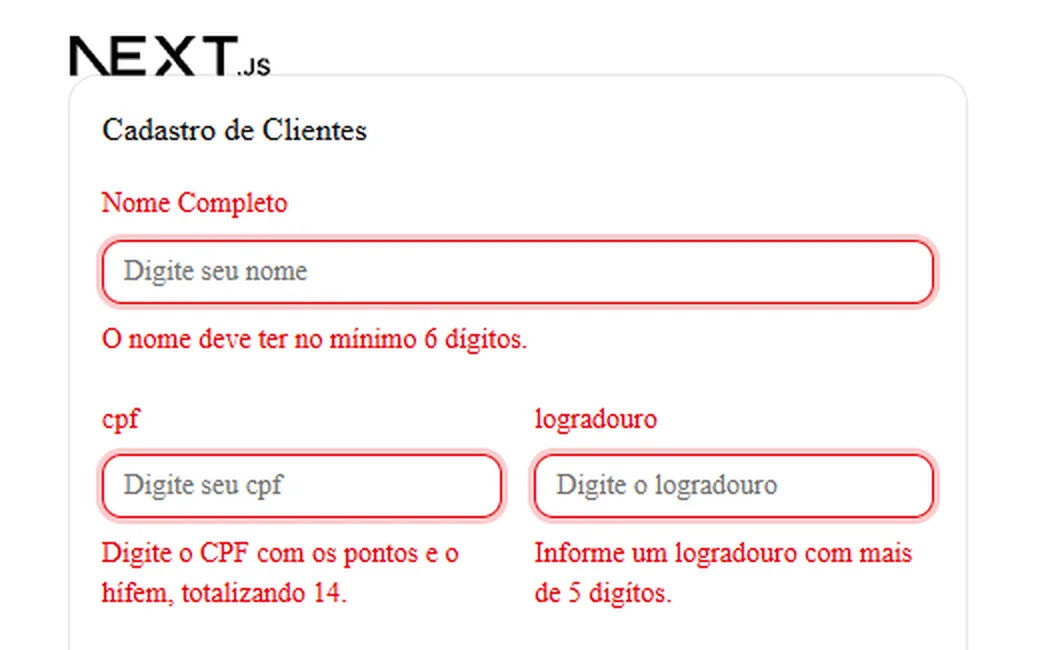 NEXT.JS
Cadastro de Clientes
Nome Completo
Digite seu nome
O nome deve ter no mínimo 6 dígitos.
cpf
logradouro
Digite seu cpf
Digite o logradouro
Digite o CPF com os pontos e o
hífem, totalizando 14.
Informe um logradouro com mais
de 5 digítos.